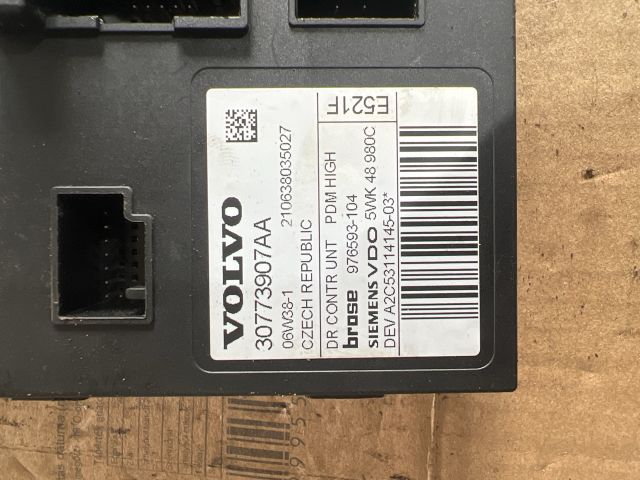 VOLVO
30773907AA
06W38-1 210638035027
CZECH REPUBLIC
DR CONTR UNT PDM HIGH E521F
brose 976593-104
SIEMENS VDO 5WK 48 980C
DEV A2C53114145-03*